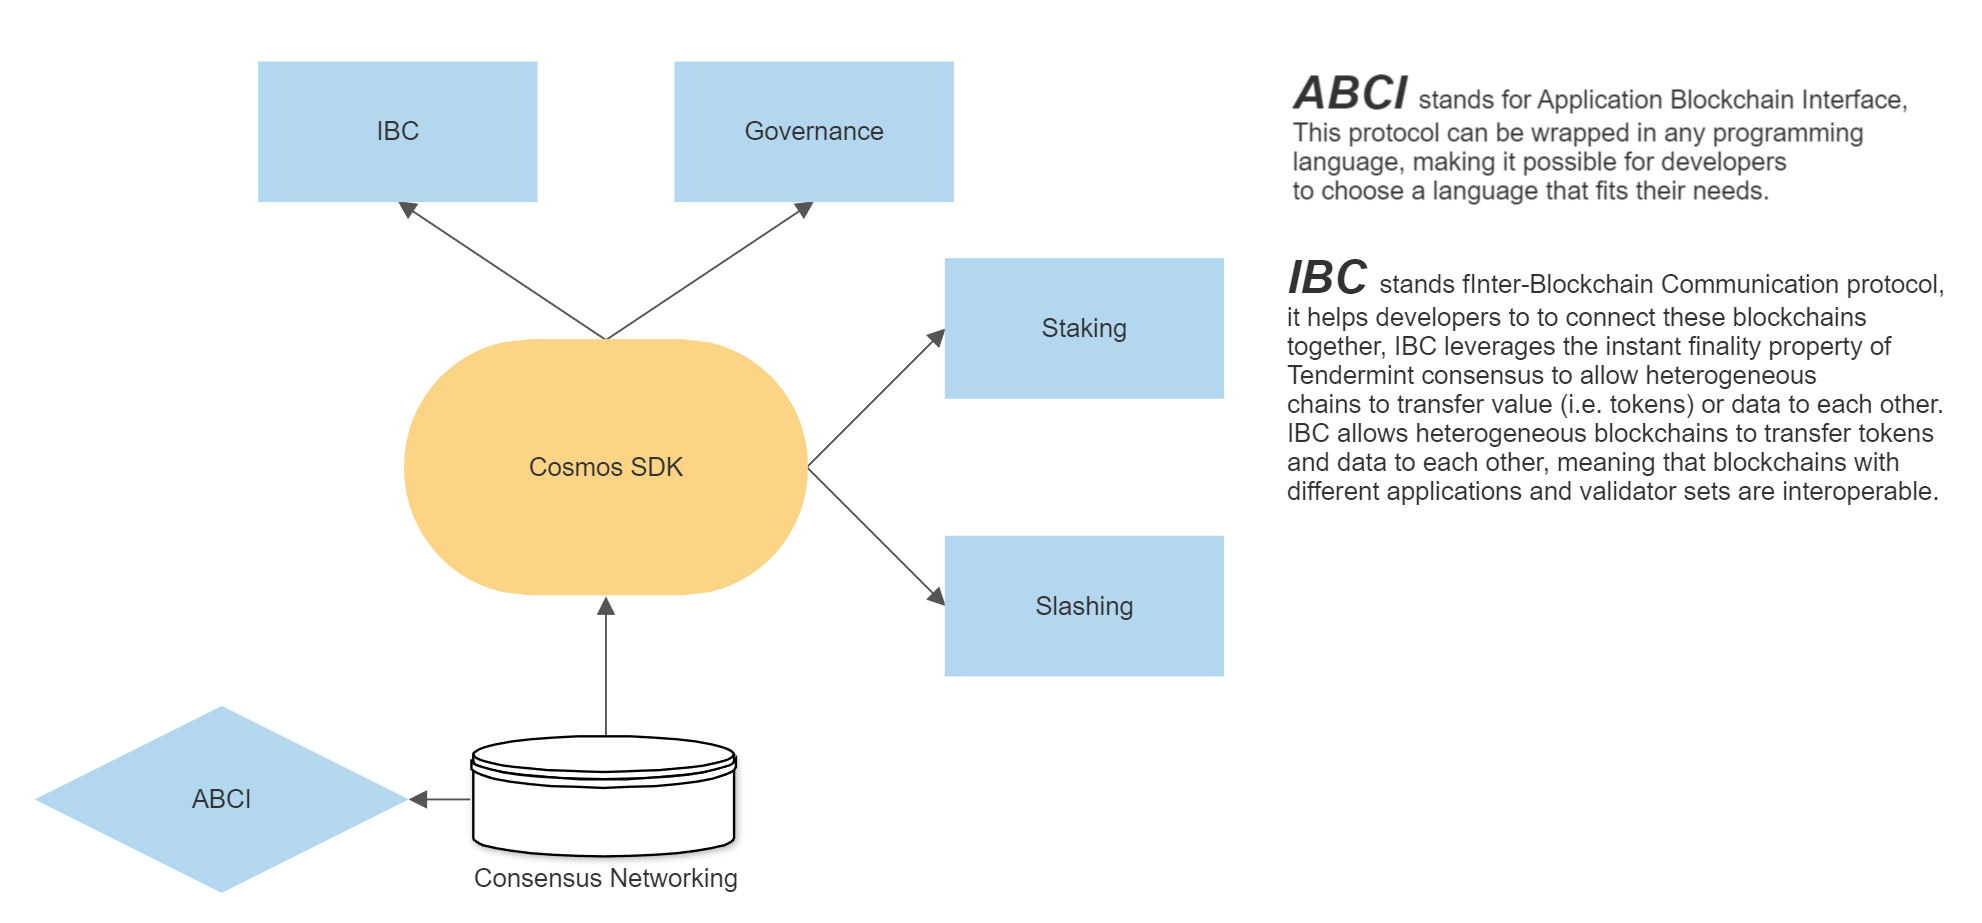 IBC
Governance
Staking
Cosmos SDK
Slashing
ABCI
Consensus Networking
ABCI stands for Application Blockchain Interface,
This protocol can be wrapped in any programming
language, making it possible for developers
to choose a language that fits their needs.
IBC stands fInter-Blockchain Communication protocol,
it helps developers to to connect these blockchains
together, IBC leverages the instant finality property of
Tendermint consensus to allow heterogeneous
chains to transfer value (i.e. tokens) or data to each other.
IBC allows heterogeneous blockchains to transfer tokens
and data to each other, meaning that blockchains with
different applications and validator sets are interoperable.